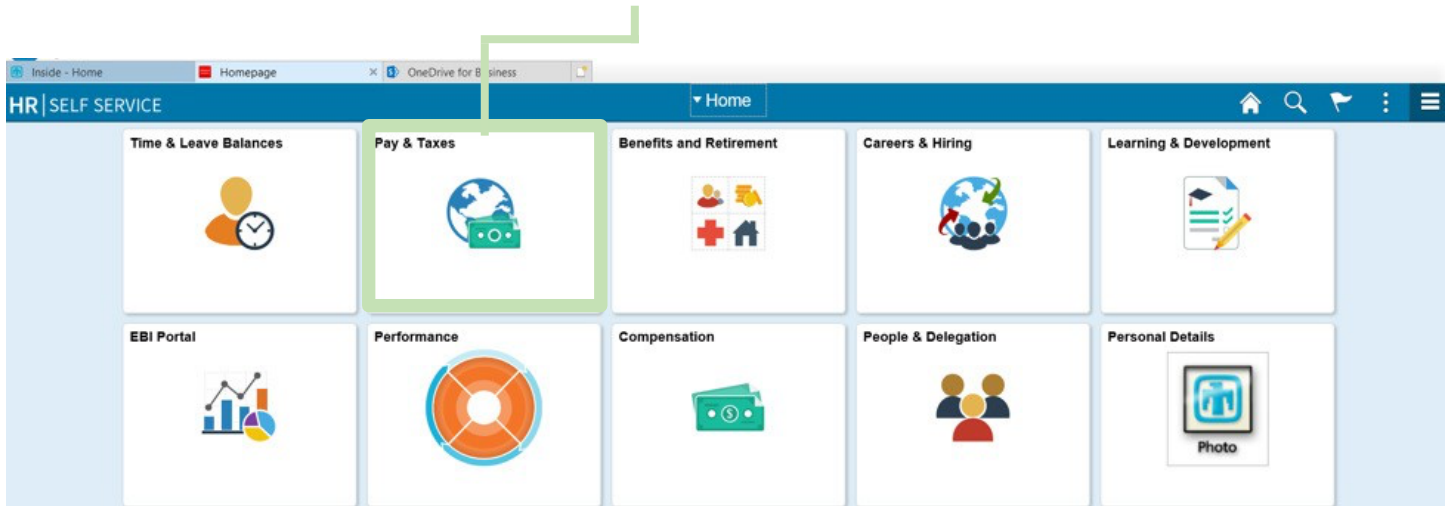 Inside - Home
Homepage
OneDrive for Business
HR SELF SERVICE
Home
Time & Leave Balances
Pay & Taxes
Benefits and Retirement
Careers & Hiring
Learning & Development
EBI Portal
Performance
Compensation
People & Delegation
Personal Details
Photo